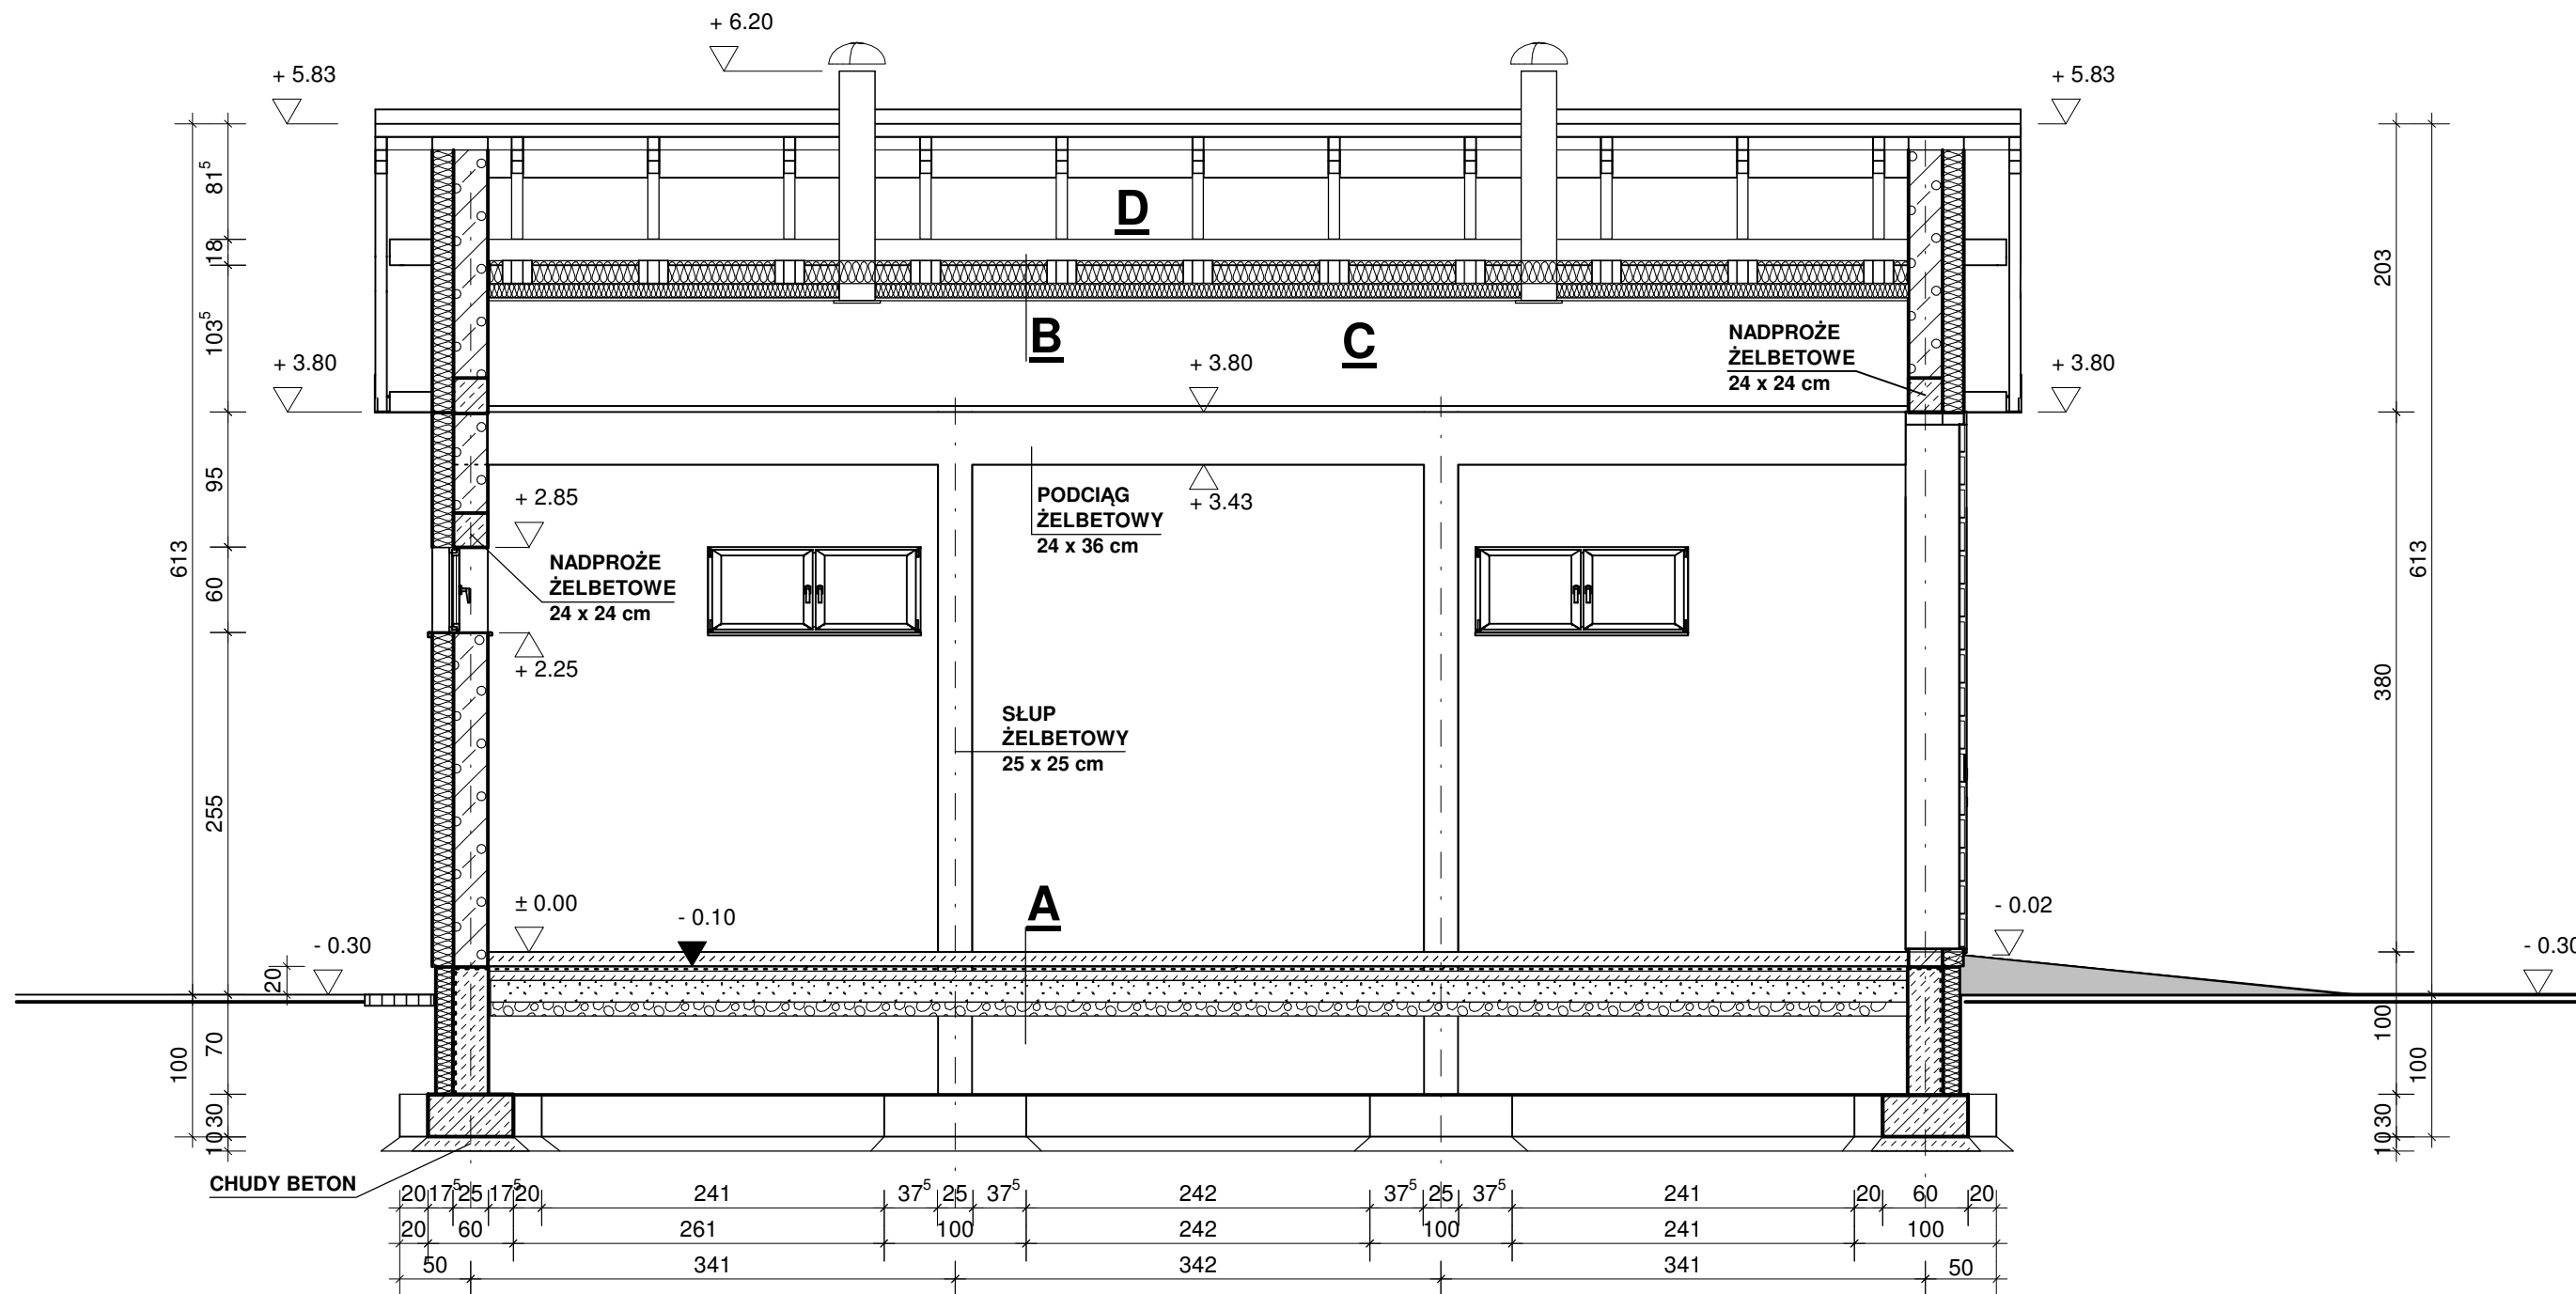 + 6.20
+ 5.83
+ 5.83
81⁵
18
103⁵
203
D
B
C
NADPROŻE
ŻELBETOWE
24 x 24 cm
+ 3.80
+ 3.80
+ 3.80
95
+ 2.85
PODCIĄG
ŻELBETOWY
24 x 36 cm
+ 3.43
613
60
NADPROŻE
ŻELBETOWE
24 x 24 cm
613
+ 2.25
380
SŁUP
ŻELBETOWY
25 x 25 cm
255
A
± 0.00
- 0.10
- 0.02
- 0.30
- 0.30
20
100
70
100
100
30
10
30
10
CHUDY BETON
20 17⁵ 25 17⁵ 20 241 37⁵ 25 37⁵ 242 37⁵ 25 37⁵ 241 20 60 20
20 60 261 100 242 100 241 100
50 341 342 341 50